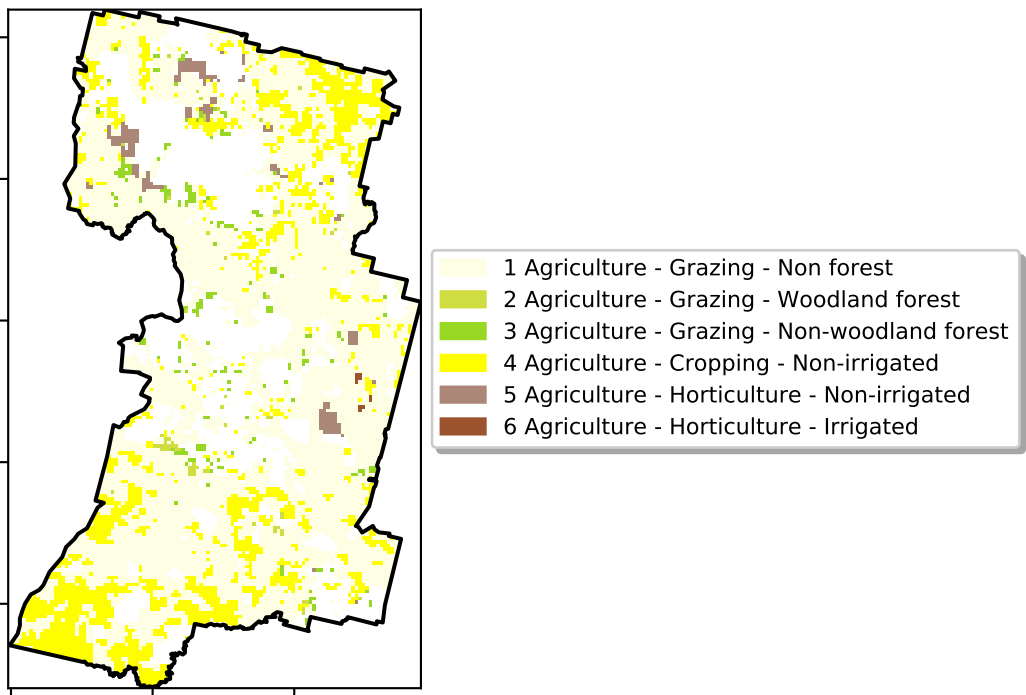 1 Agriculture - Grazing - Non forest
2 Agriculture - Grazing - Woodland forest
3 Agriculture - Grazing - Non-woodland forest
4 Agriculture - Cropping - Non-irrigated
5 Agriculture - Horticulture - Non-irrigated
6 Agriculture - Horticulture - Irrigated